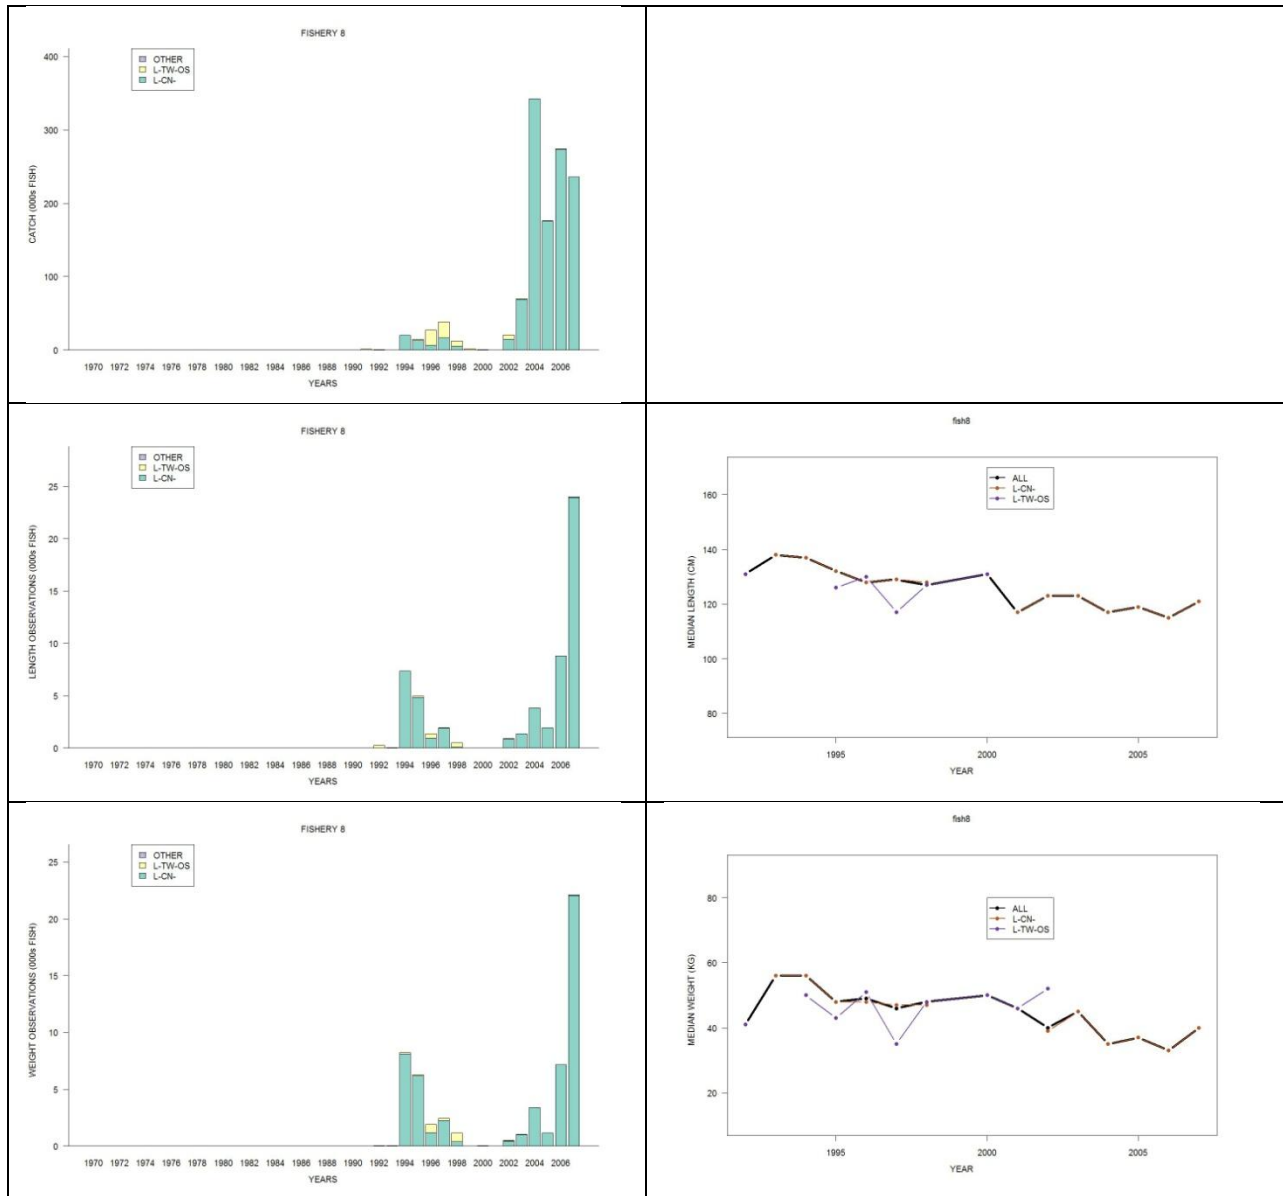 FISHERY 8
OTHER
L-TW-OS
L-CN-
CATCH (000s FISH)
400
300
200
100
0
1970 1972 1974 1976 1978 1980 1982 1984 1986 1988 1990 1992 1994 1996 1998 2000 2002 2004 2006
YEARS
FISHERY 8
OTHER
L-TW-OS
L-CN-
LENGTH OBSERVATIONS (000s FISH)
25
20
15
10
5
0
1970 1972 1974 1976 1978 1980 1982 1984 1986 1988 1990 1992 1994 1996 1998 2000 2002 2004 2006
YEARS
fish8
ALL
L-CN-
L-TW-OS
MEDIAN LENGTH (CM)
160
140
120
100
80
1995 2000 2005
YEAR
FISHERY 8
OTHER
L-TW-OS
L-CN-
WEIGHT OBSERVATIONS (000s FISH)
25
20
15
10
5
0
1970 1972 1974 1976 1978 1980 1982 1984 1986 1988 1990 1992 1994 1996 1998 2000 2002 2004 2006
YEARS
fish8
ALL
L-CN-
L-TW-OS
MEDIAN WEIGHT (KG)
80
60
40
20
1995 2000 2005
YEAR